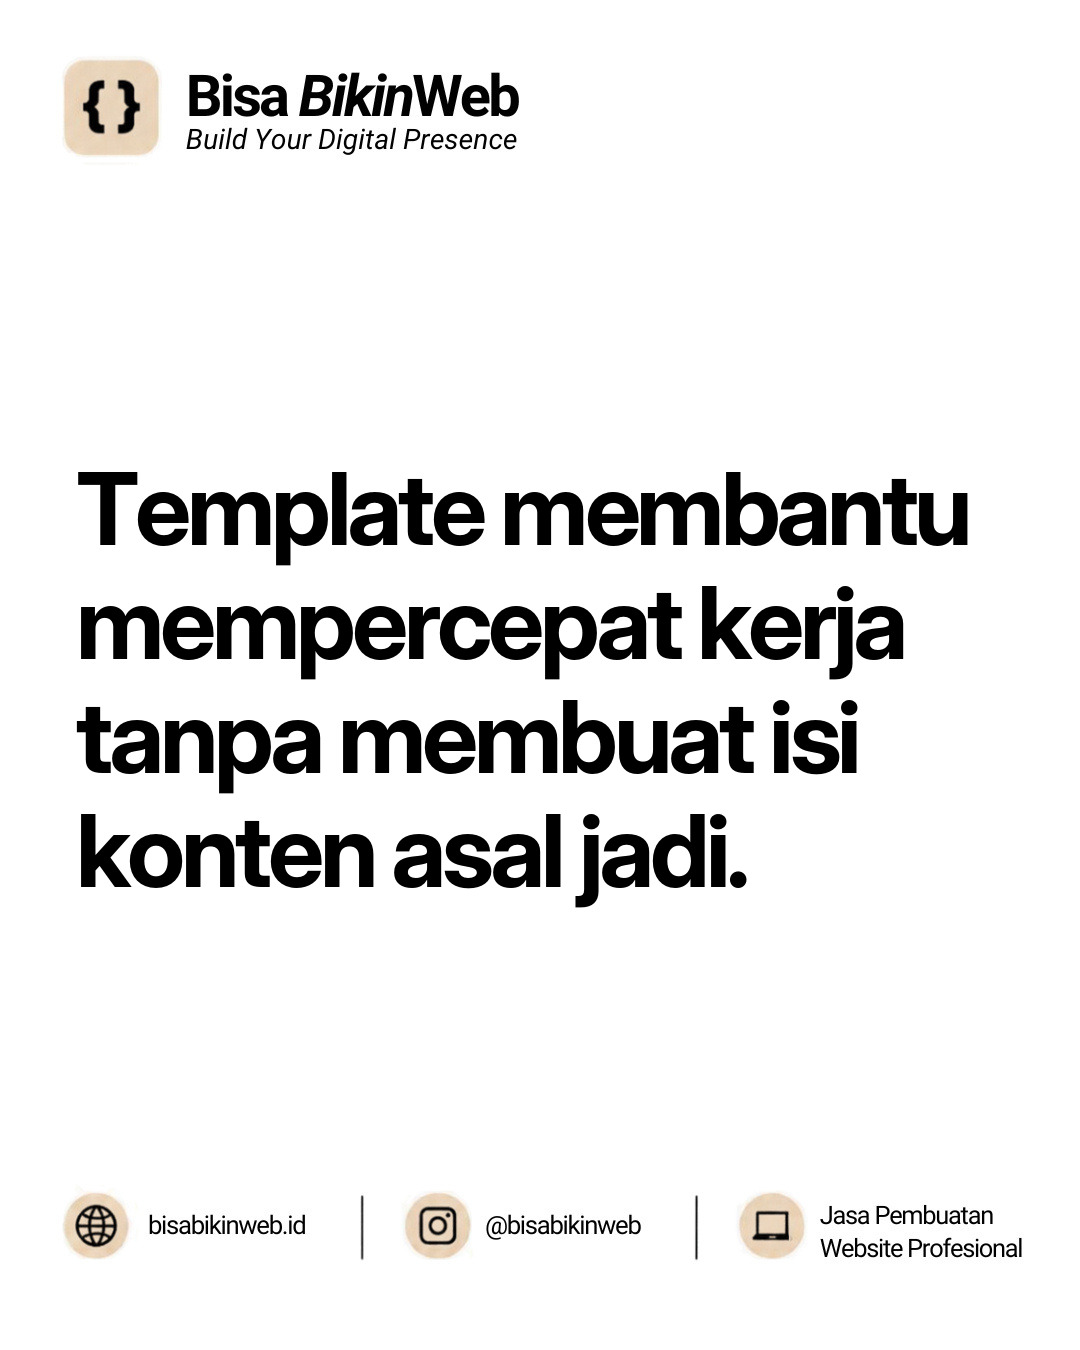 { }
Bisa BikinWeb
Build Your Digital Presence
Template membantu
mempercepat kerja
tanpa membuat isi
konten asal jadi.
bisabikinweb.id
@bisabikinweb
Jasa Pembuatan
Website Profesional